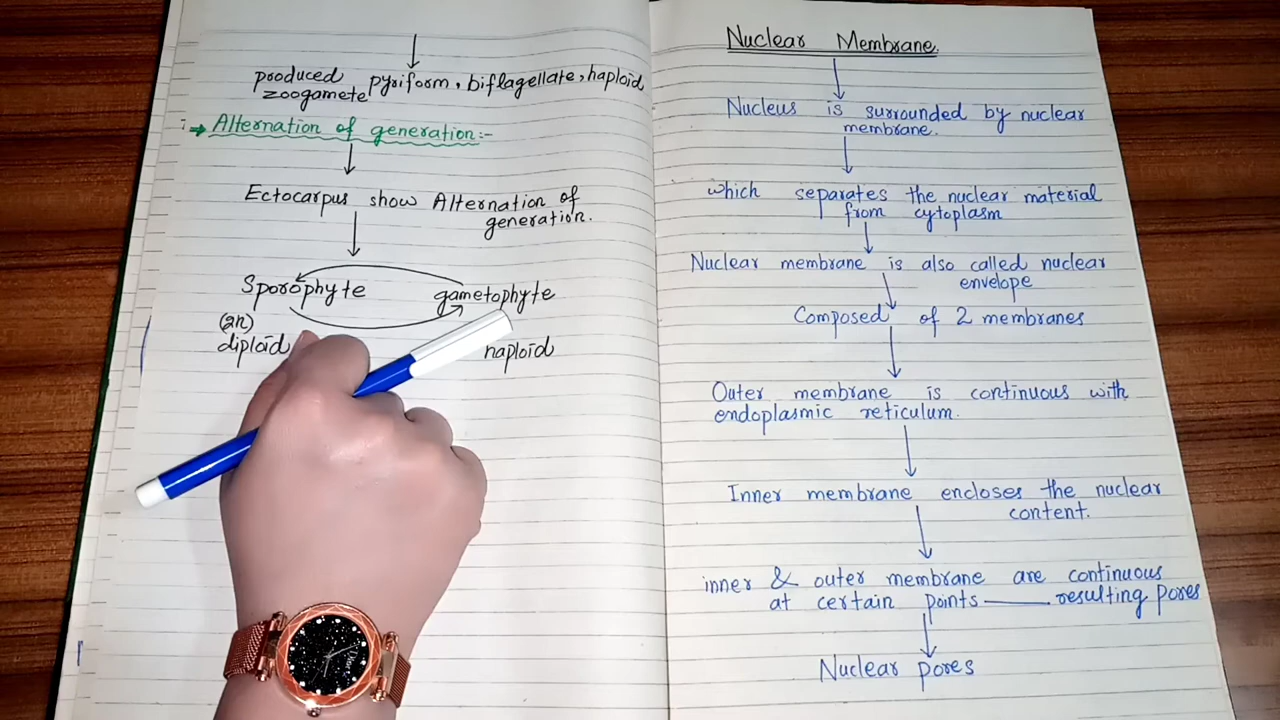 produced pyriform, biflagellate, haploid
zoogamete
→ Alternation of generation:-
Ectocarpus show Alternation of
generation.
Sporophyte gametophyte
(2n)
diploid haploid
Nuclear Membrane.
Nucleus is surrounded by nuclear
membrane.
which separates the nuclear material
from cytoplasm
Nuclear membrane is also called nuclear
envelope
Composed of 2 membranes
Outer membrane is continuous with
endoplasmic reticulum.
Inner membrane encloses the nuclear
content.
inner & outer membrane are continuous
at certain points —— resulting pores
Nuclear pores